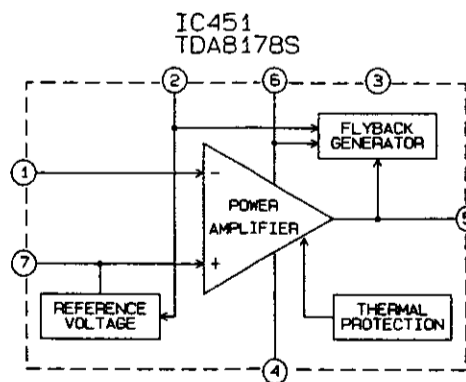 IC451
TDA8178S
2 6 3
FLYBACK
GENERATOR
1
-
POWER
AMPLIFIER
5
7
+
REFERENCE
VOLTAGE
THERMAL
PROTECTION
4